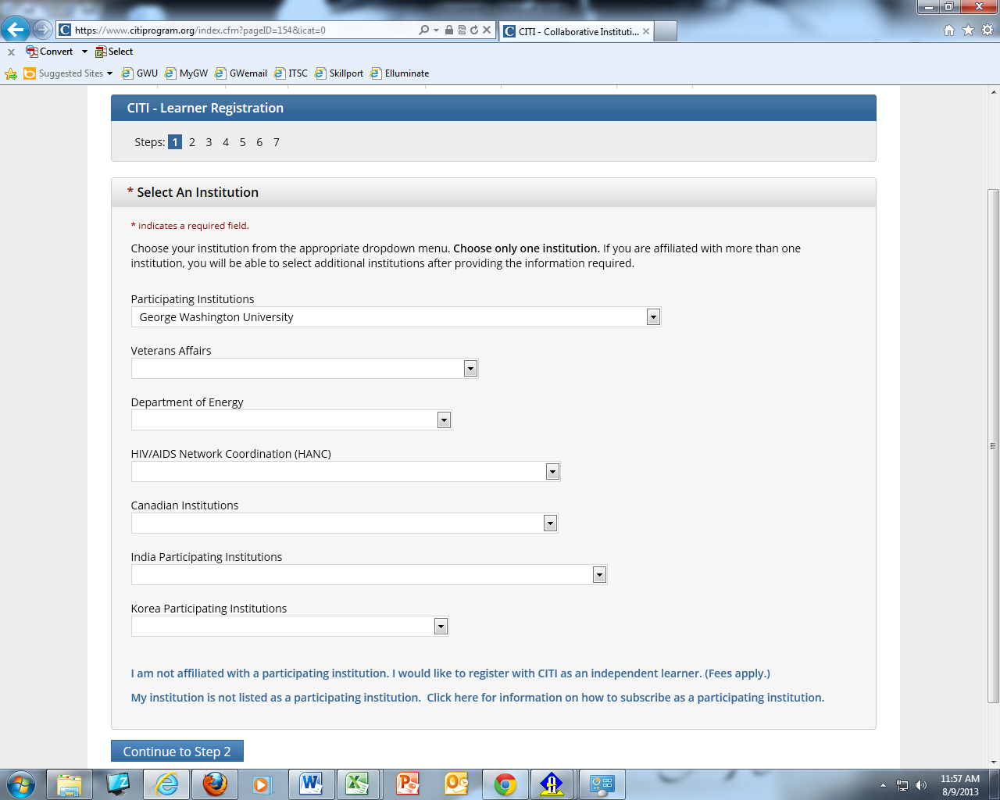 https://www.citiprogram.org/index.cfm?pageID=154&icat=0
CITI - Collaborative Instituti...
x Convert Select
Suggested Sites GWU MyGW GWemail ITSC Skillport Elluminate
CITI - Learner Registration
Steps: 1 2 3 4 5 6 7
* Select An Institution
* indicates a required field.
Choose your institution from the appropriate dropdown menu. Choose only one institution. If you are affiliated with more than one
institution, you will be able to select additional institutions after providing the information required.
Participating Institutions
George Washington University
Veterans Affairs
Department of Energy
HIV/AIDS Network Coordination (HANC)
Canadian Institutions
India Participating Institutions
Korea Participating Institutions
I am not affiliated with a participating institution. I would like to register with CITI as an independent learner. (Fees apply.)
My institution is not listed as a participating institution. Click here for information on how to subscribe as a participating institution.
Continue to Step 2
11:57 AM
8/9/2013